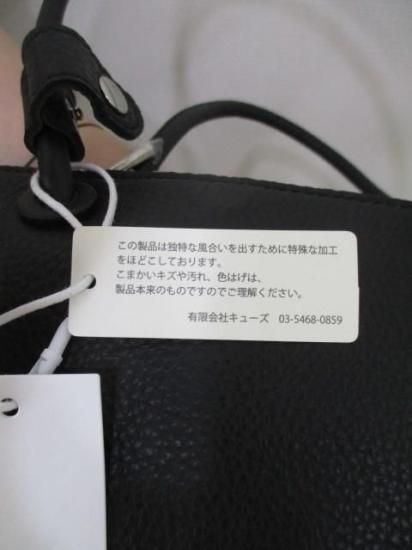 この製品は独特な風合いを出すために特殊な加工
をほどこしております。
こまかいキズや汚れ、色はげは、
製品本来のものですのでご理解ください。
有限会社キューズ 03-5468-0859